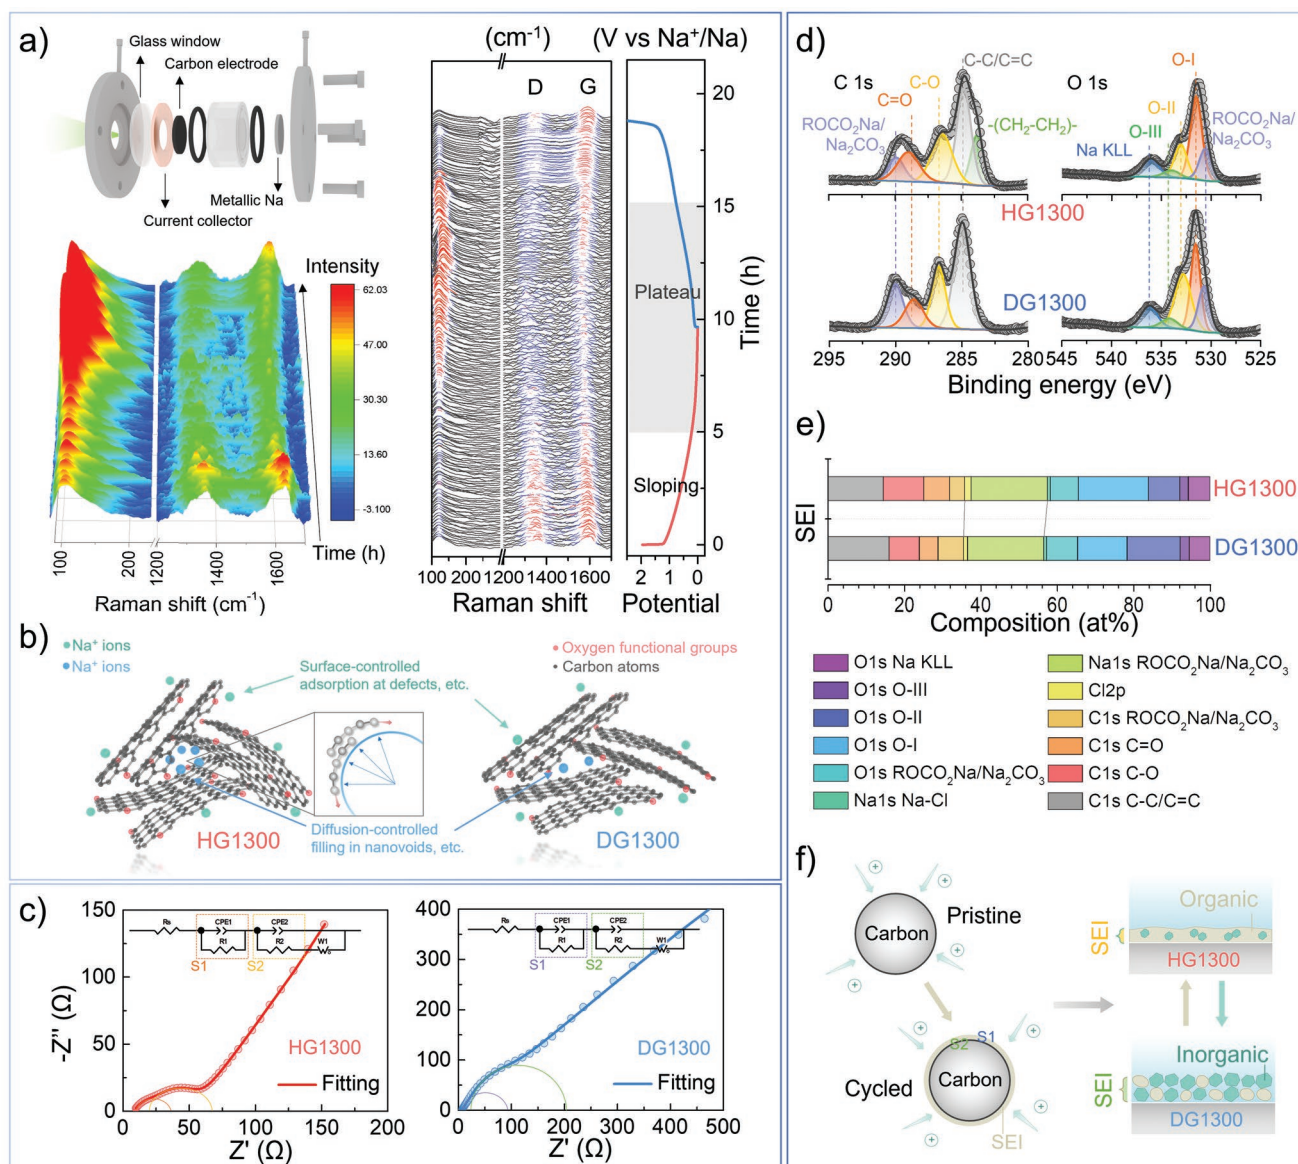 a)
Glass window
Carbon electrode
Metallic Na
Current collector
Intensity
62.03
47.00
30.30
13.60
-3.100
Time (h)
100
200
1200
1400
1600
Raman shift (cm⁻¹)
(cm⁻¹)
(V vs Na⁺/Na)
D
G
20
15
10
5
0
Time (h)
Plateau
Sloping
100
200
1200
1400
1600
2
1
0
Raman shift
Potential
b)
Na⁺ ions
Na⁺ ions
Surface-controlled
adsorption at defects, etc.
Oxygen functional groups
Carbon atoms
Diffusion-controlled
filling in nanovoids, etc.
HG1300
DG1300
c)
150
100
50
0
-Z'' (Ω)
Rs
CPE1
R1
S1
CPE2
R2
W1
S2
HG1300
Fitting
0
50
100
150
200
Z' (Ω)
400
300
200
100
0
Rs
CPE1
R1
S1
CPE2
R2
W1
S2
DG1300
Fitting
0
100
200
300
400
500
Z' (Ω)
d)
C 1s
C=O
C-O
C-C/C=C
-(CH₂-CH₂)-
ROCO₂Na/
Na₂CO₃
O 1s
O-I
O-II
O-III
Na KLL
ROCO₂Na/
Na₂CO₃
HG1300
DG1300
295
290
285
280
545
540
535
530
525
Binding energy (eV)
e)
SEI
HG1300
DG1300
0
20
40
60
80
100
Composition (at%)
O1s Na KLL
O1s O-III
O1s O-II
O1s O-I
O1s ROCO₂Na/Na₂CO₃
Na1s Na-Cl
Na1s ROCO₂Na/Na₂CO₃
Cl2p
C1s ROCO₂Na/Na₂CO₃
C1s C=O
C1s C-O
C1s C-C/C=C
f)
Carbon
Pristine
S1
S2
Carbon
Cycled
SEI
SEI
Organic
HG1300
SEI
Inorganic
DG1300